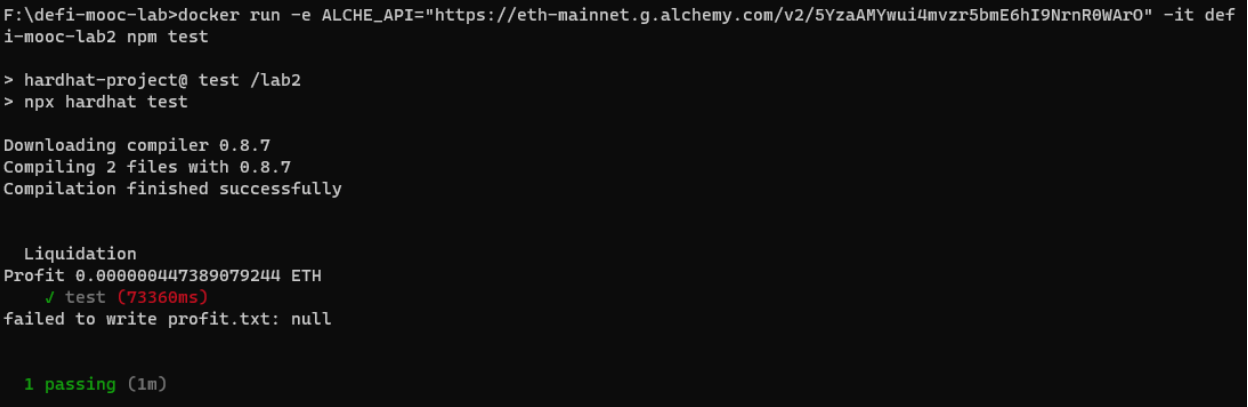 F:\defi-mooc-lab>docker run -e ALCHE_API="https://eth-mainnet.g.alchemy.com/v2/5YzaAMYwui4mvzr5bmE6hI9NrnR0WArO" -it def
i-mooc-lab2 npm test
> hardhat-project@ test /lab2
> npx hardhat test
Downloading compiler 0.8.7
Compiling 2 files with 0.8.7
Compilation finished successfully
Liquidation
Profit 0.000000447389079244 ETH
√ test (73360ms)
failed to write profit.txt: null
1 passing (1m)